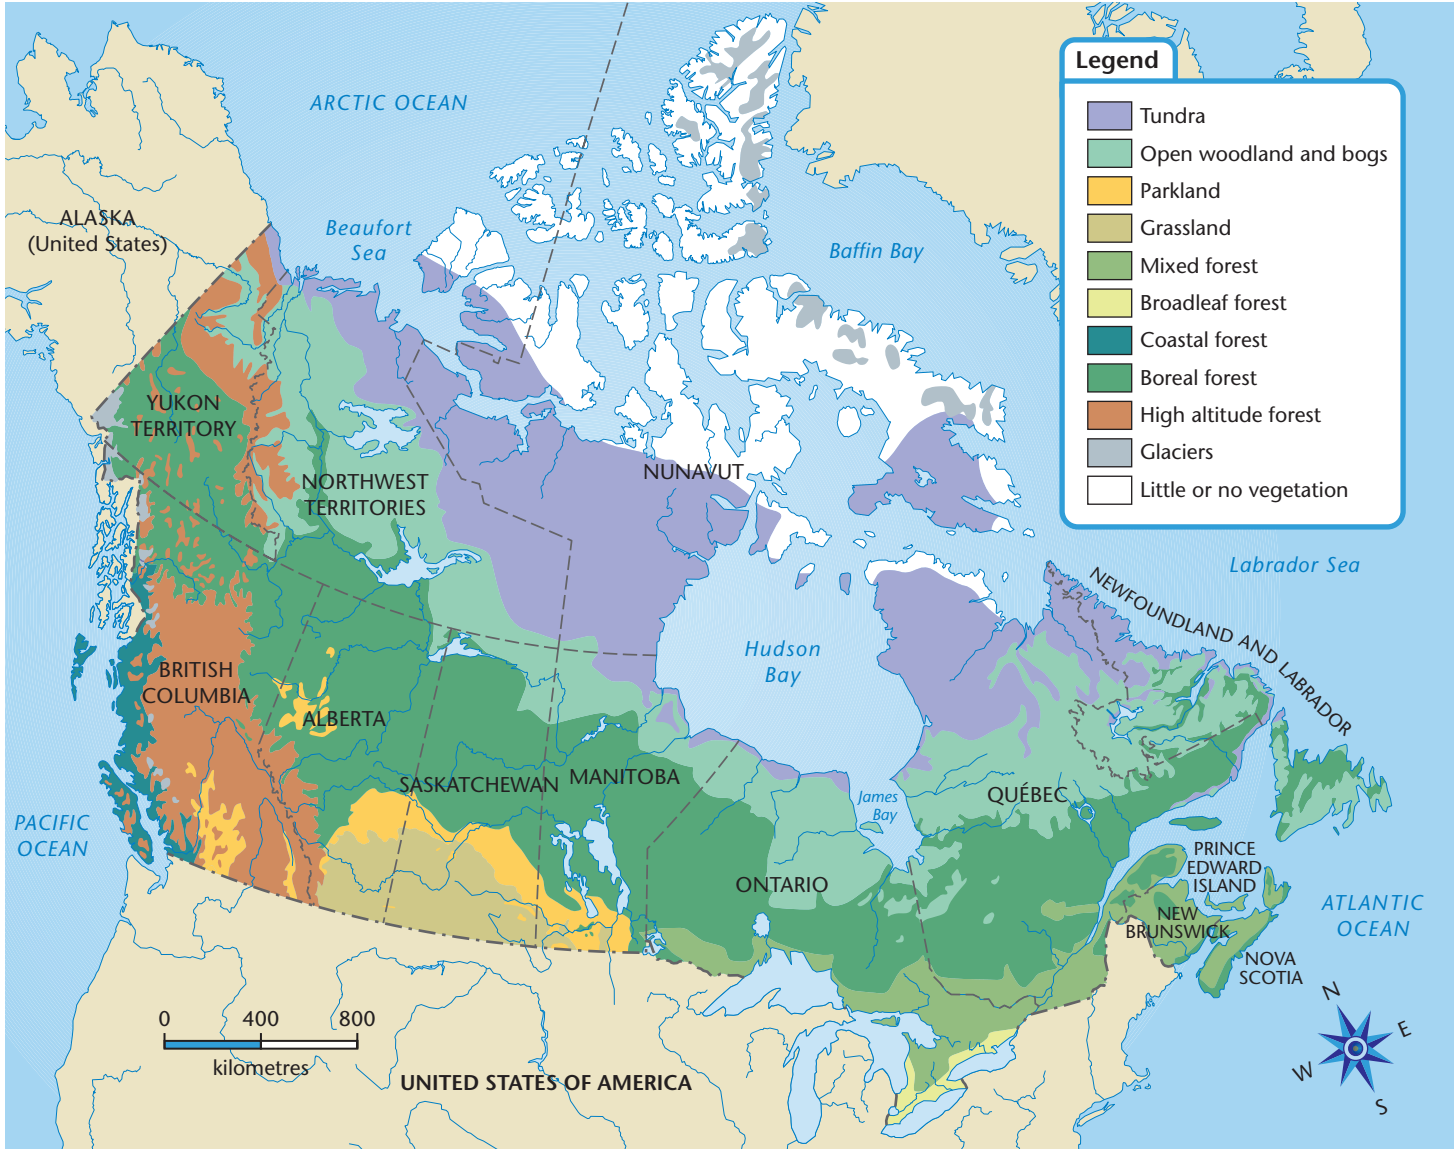 Legend
Tundra
Open woodland and bogs
Parkland
Grassland
Mixed forest
Broadleaf forest
Coastal forest
Boreal forest
High altitude forest
Glaciers
Little or no vegetation
ARCTIC OCEAN
ALASKA
(United States)
Beaufort
Sea
Baffin Bay
YUKON
TERRITORY
NORTHWEST
TERRITORIES
NUNAVUT
Labrador Sea
NEWFOUNDLAND AND LABRADOR
Hudson
Bay
BRITISH
COLUMBIA
ALBERTA
SASKATCHEWAN
MANITOBA
James
Bay
QUÉBEC
ONTARIO
PACIFIC
OCEAN
PRINCE
EDWARD
ISLAND
NEW
BRUNSWICK
NOVA
SCOTIA
ATLANTIC
OCEAN
0 400 800
kilometres
UNITED STATES OF AMERICA
N
E
W
S